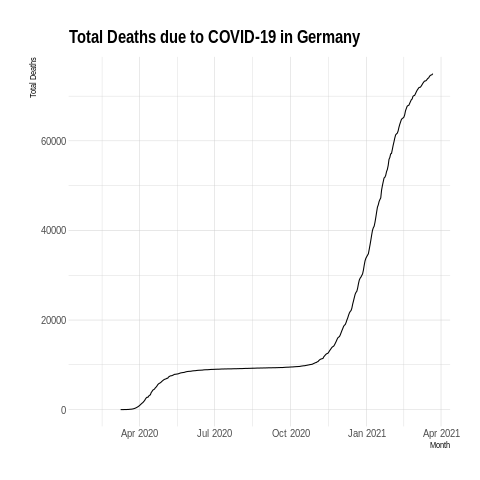 Total Deaths due to COVID-19 in Germany
Total Deaths
60000
40000
20000
0
Apr 2020 Jul 2020 Oct 2020 Jan 2021 Apr 2021
Month